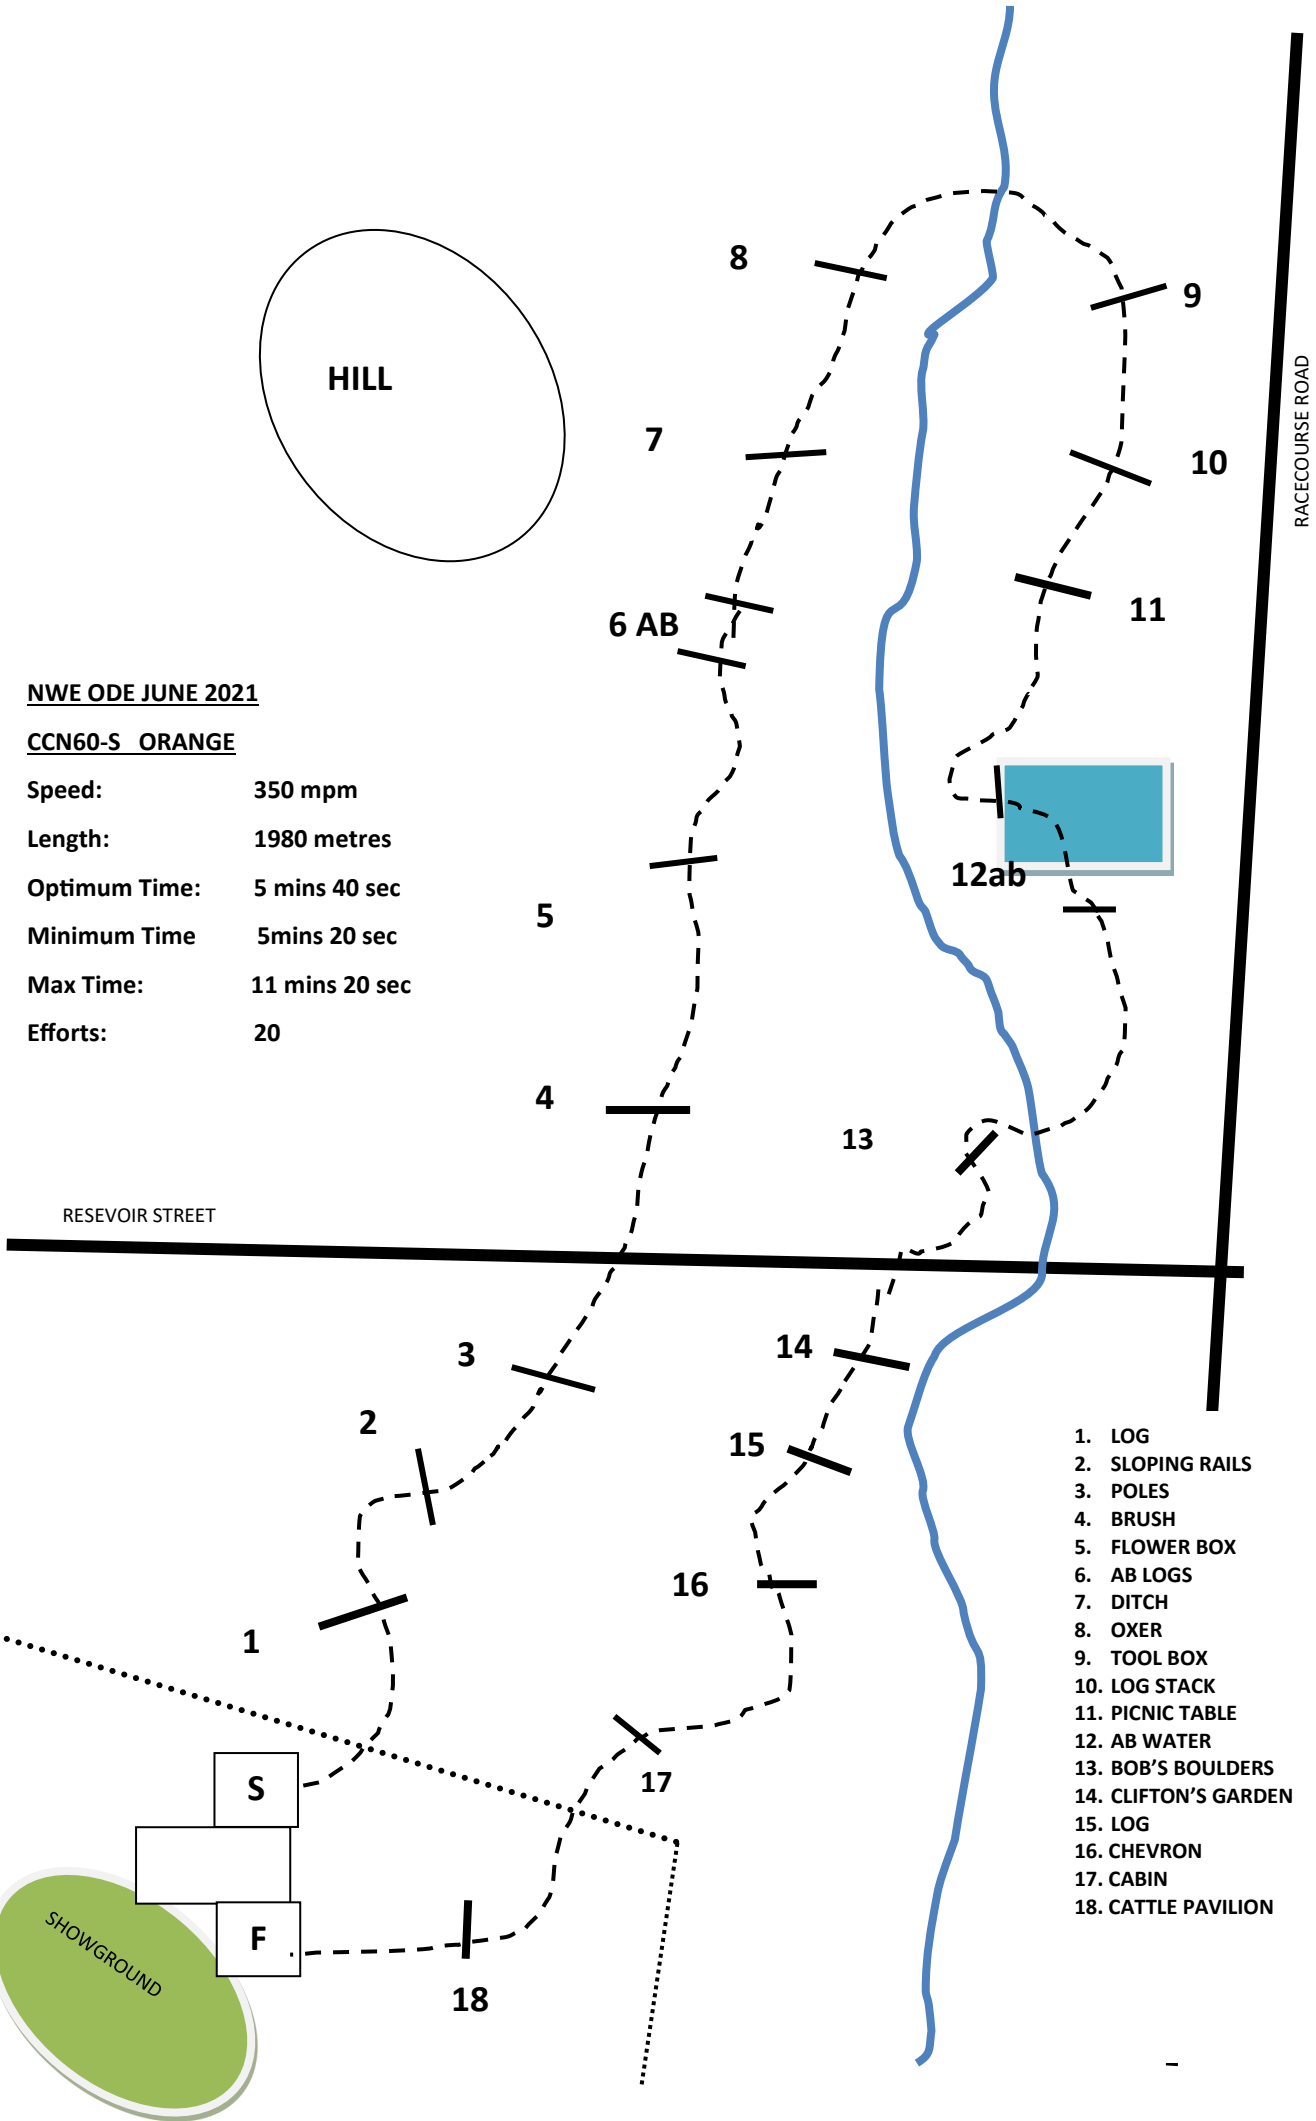 8
9
HILL
RACECOURSE ROAD
7
10
11
6 AB
NWE ODE JUNE 2021
CCN60-S ORANGE
Speed: 350 mpm
Length: 1980 metres
Optimum Time: 5 mins 40 sec
Minimum Time 5mins 20 sec
Max Time: 11 mins 20 sec
Efforts: 20
12ab
5
4
13
RESEVOIR STREET
3
14
2
15
16
1
1. LOG
2. SLOPING RAILS
3. POLES
4. BRUSH
5. FLOWER BOX
6. AB LOGS
7. DITCH
8. OXER
9. TOOL BOX
10. LOG STACK
11. PICNIC TABLE
12. AB WATER
13. BOB'S BOULDERS
14. CLIFTON'S GARDEN
15. LOG
16. CHEVRON
17. CABIN
18. CATTLE PAVILION
S
17
F
SHOWGROUND
18